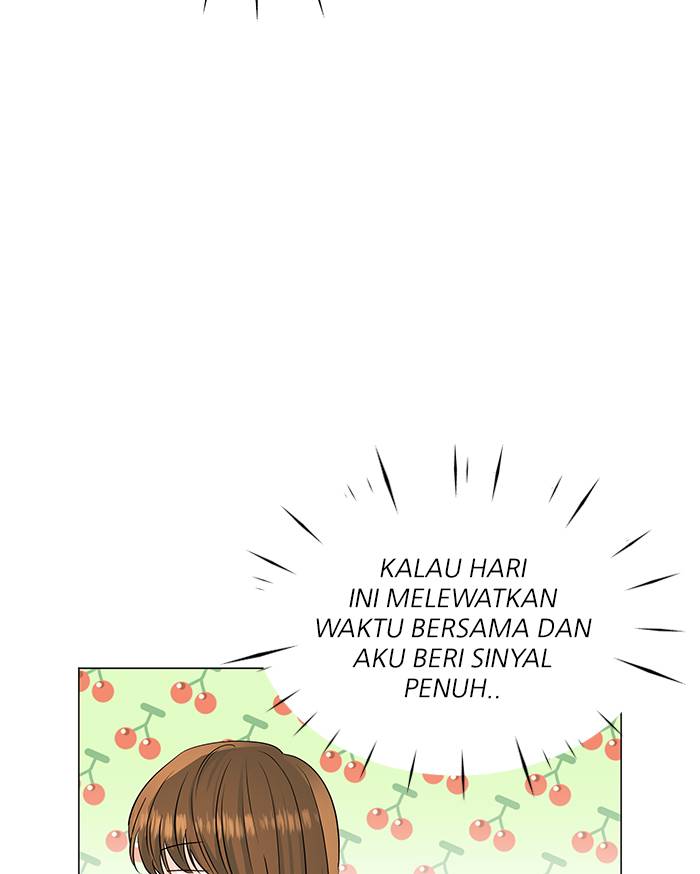 KALAU HARI
INI MELEWATKAN
WAKTU BERSAMA DAN
AKU BERI SINYAL
PENUH..